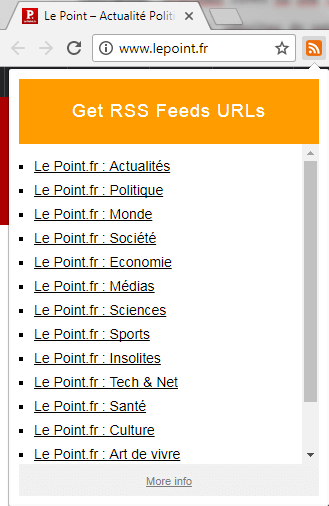 Le Point – Actualité Polit
www.lepoint.fr
Get RSS Feeds URLs
Le Point.fr : Actualités
Le Point.fr : Politique
Le Point.fr : Monde
Le Point.fr : Société
Le Point.fr : Economie
Le Point.fr : Médias
Le Point.fr : Sciences
Le Point.fr : Sports
Le Point.fr : Insolites
Le Point.fr : Tech & Net
Le Point.fr : Santé
Le Point.fr : Culture
Le Point.fr : Art de vivre
More info